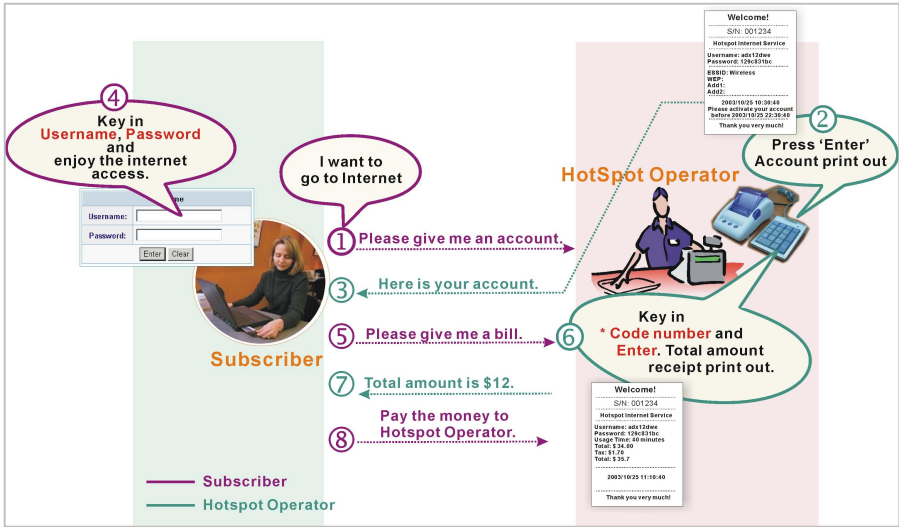 Welcome!
S/N: 001234
Hotspot Internet Service
Username: adx12dwe
Password: 129c831bc
ESSID: Wireless
WEP:
Add1:
Add2:
2003/10/25 10:30:40
Please activate your account
before 2003/10/25 22:30:40
Thank you very much!
4
Key in
Username, Password
and
enjoy the internet
access.
Username:
Password:
Enter Clear
I want to
go to Internet
2
Press ‘Enter’
Account print out
HotSpot Operator
1 Please give me an account.
3 Here is your account.
5 Please give me a bill.
6
Key in
* Code number and
Enter. Total amount
receipt print out.
Subscriber
7 Total amount is $12.
8 Pay the money to
Hotspot Operator.
Welcome!
S/N: 001234
Hotspot Internet Service
Username: adx12dwe
Password: 129c831bc
Usage Time: 40 minutes
Total: $ 34.00
Tax: $1.70
Total: $ 35.7
2003/10/25 11:10:40
Thank you very much!
Subscriber
Hotspot Operator